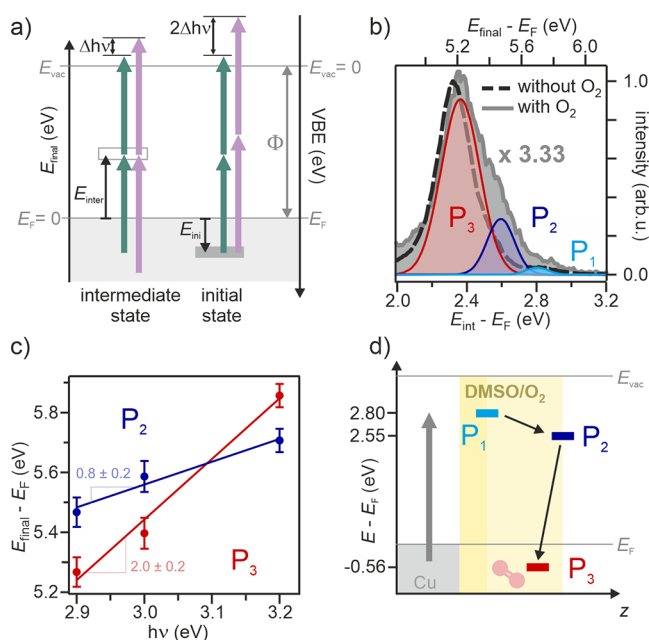 a)
Δhν
2Δhν
E_vac
E_vac = 0
E_final (eV)
VBE (eV)
Φ
E_inter
E_F = 0
E_F
E_ini
intermediate state
initial state
b)
E_final - E_F (eV)
5.2 5.5 5.8 6.0
without O₂
with O₂
x 3.33
P₃
P₂
P₁
1.0
0.0
intensity (arb.u.)
2.0 2.4 2.8 3.2
E_int - E_F (eV)
c)
E_final - E_F (eV)
5.8
5.6
5.4
5.2
P₂
0.8 ± 0.2
2.0 ± 0.2
P₃
2.9 3.0 3.1 3.2
hν (eV)
d)
E_vac
DMSO/O₂
2.80
2.55
P₁
P₂
E - E_F (eV)
E_F
-0.56
P₃
Cu
z